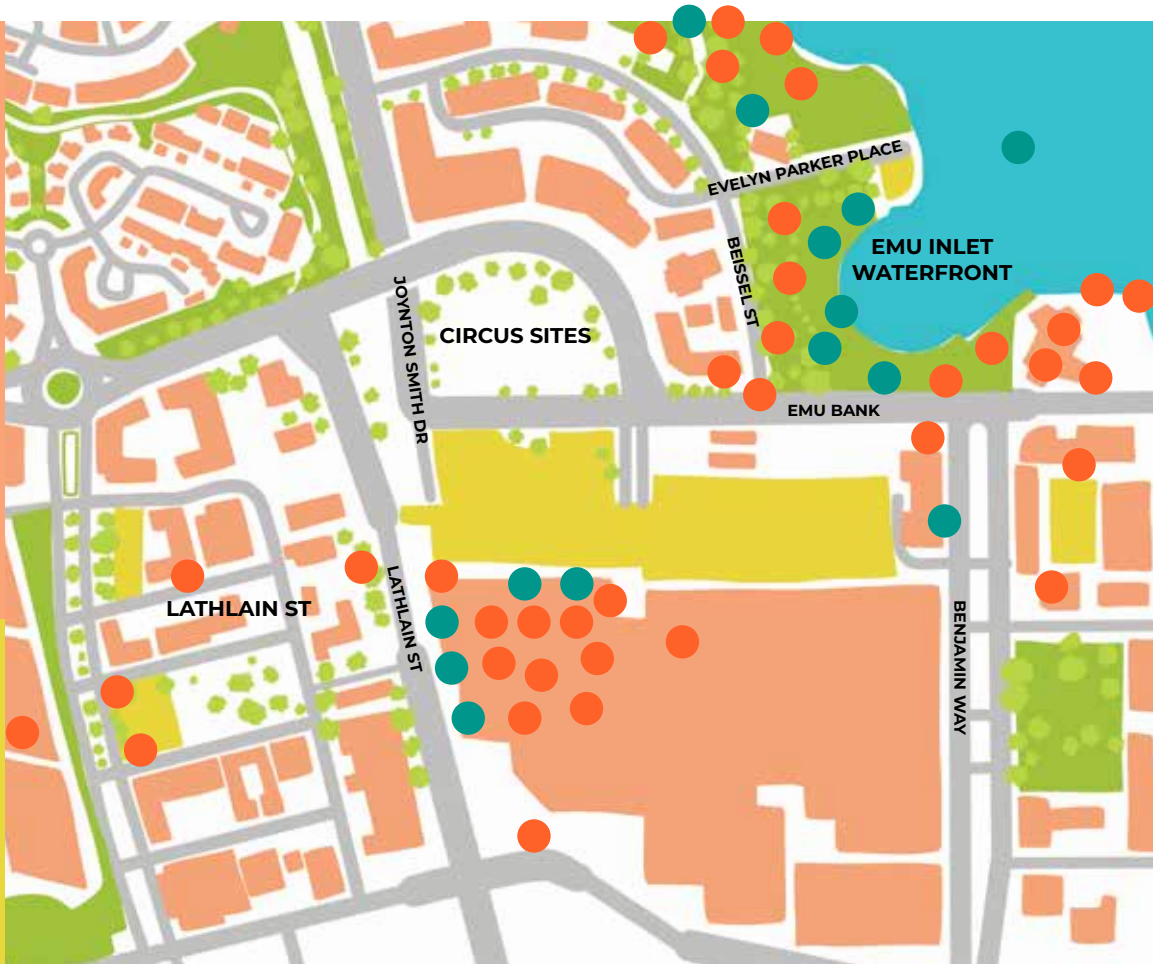 EVELYN PARKER PLACE
EMU INLET
WATERFRONT
BEISSEL ST
JOYNTON SMITH DR
CIRCUS SITES
EMU BANK
LATHLAIN ST
LATHLAIN ST
BENJAMIN WAY